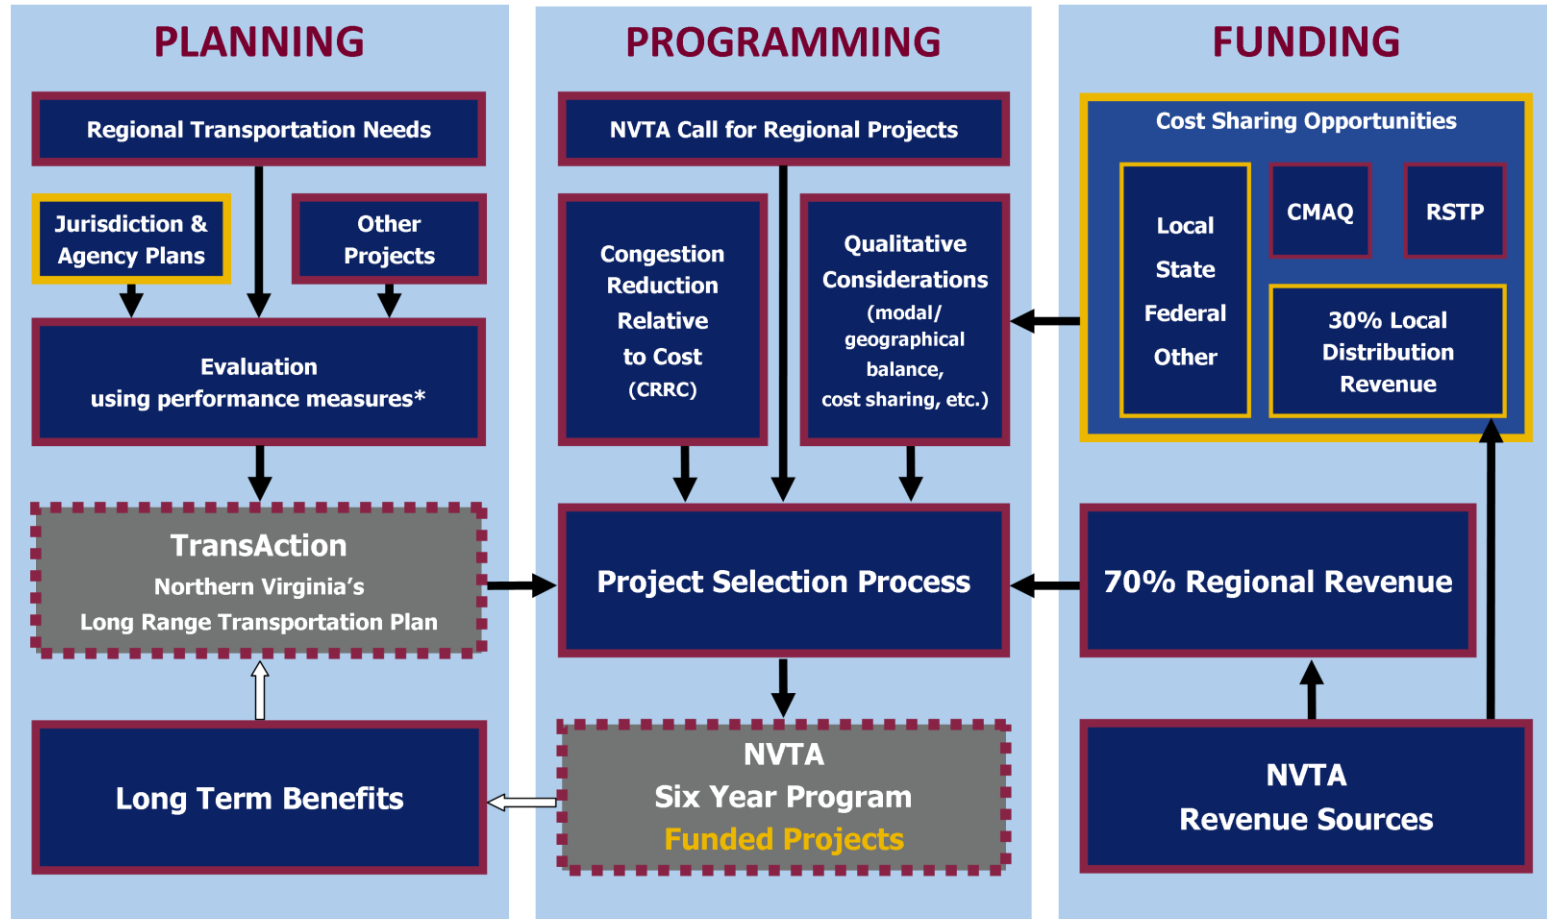 PLANNING
Regional Transportation Needs
Jurisdiction &
Agency Plans
Other
Projects
Evaluation
using performance measures*
TransAction
Northern Virginia’s
Long Range Transportation Plan
Long Term Benefits
PROGRAMMING
NVTA Call for Regional Projects
Congestion
Reduction
Relative
to Cost
(CRRC)
Qualitative
Considerations
(modal/
geographical
balance,
cost sharing, etc.)
Project Selection Process
NVTA
Six Year Program
Funded Projects
FUNDING
Cost Sharing Opportunities
Local
State
Federal
Other
CMAQ
RSTP
30% Local
Distribution
Revenue
70% Regional Revenue
NVTA
Revenue Sources